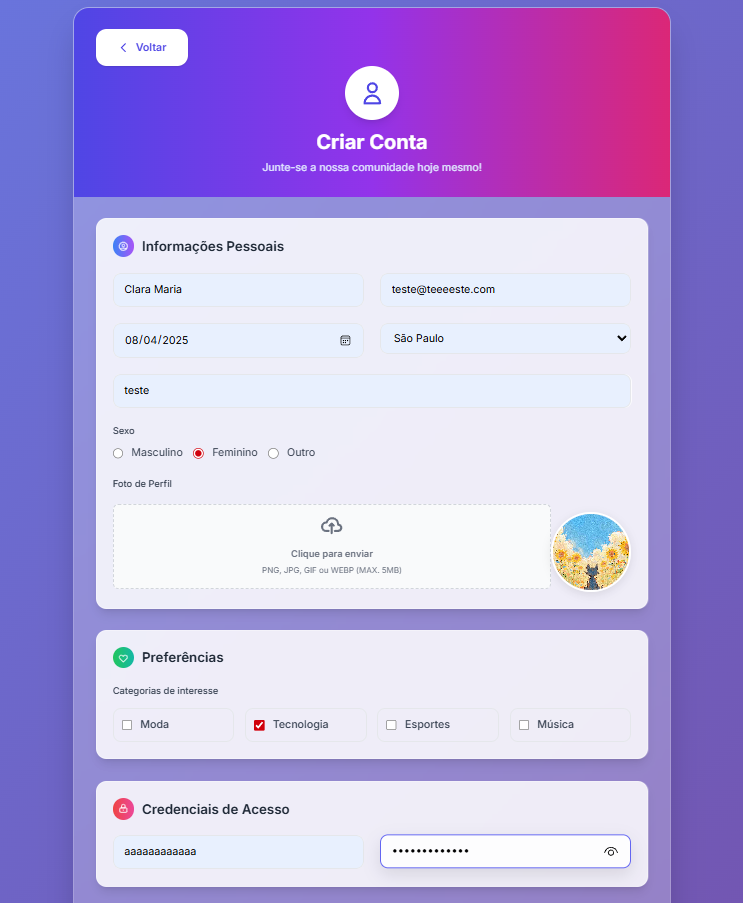 Voltar
Criar Conta
Junte-se a nossa comunidade hoje mesmo!
Informações Pessoais
Clara Maria
teste@teeeeste.com
08/04/2025
São Paulo
teste
Sexo
Masculino
Feminino
Outro
Foto de Perfil
Clique para enviar
PNG, JPG, GIF ou WEBP (MAX. 5MB)
Preferências
Categorias de interesse
Moda
Tecnologia
Esportes
Música
Credenciais de Acesso
aaaaaaaaaaaa
•••••••••••••